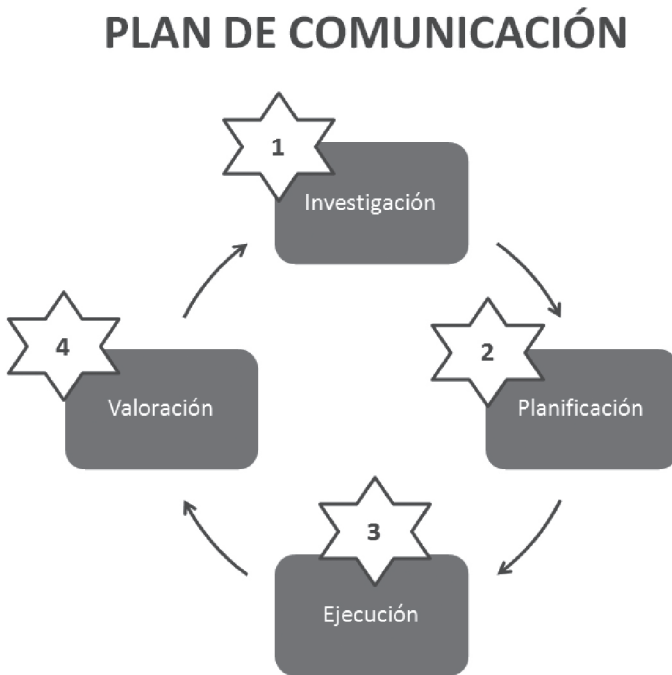 PLAN DE COMUNICACIÓN
1
Investigación
2
Planificación
3
Ejecución
4
Valoración